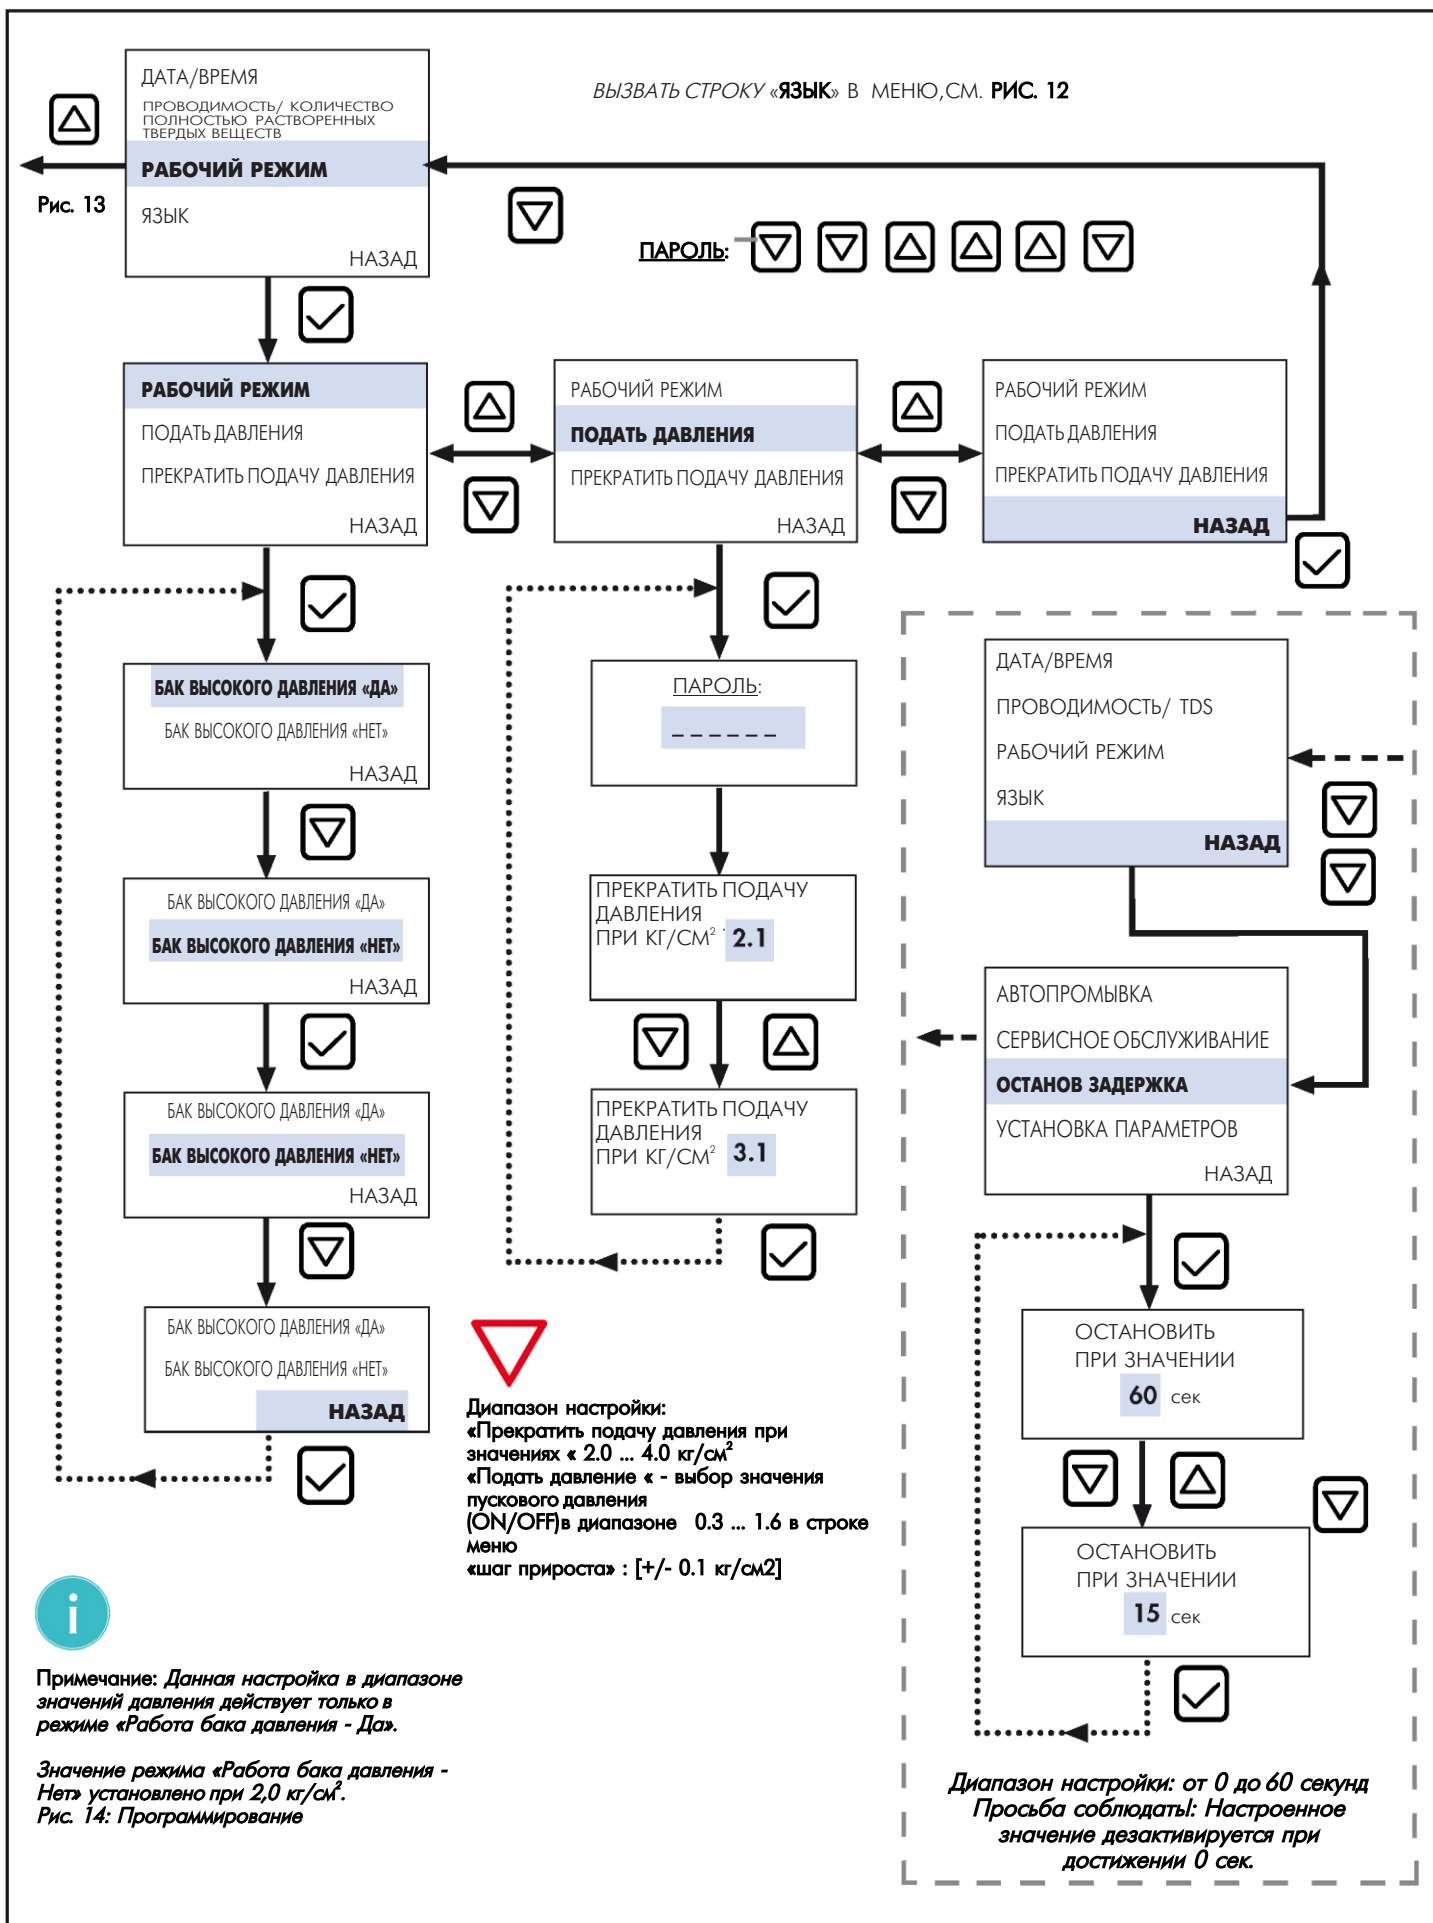 ДАТА/ВРЕМЯ
ПРОВОДИМОСТЬ/ КОЛИЧЕСТВО
ПОЛНОСТЬЮ РАСТВОРЕННЫХ
ТВЕРДЫХ ВЕЩЕСТВ
РАБОЧИЙ РЕЖИМ
ЯЗЫК
НАЗАД
Рис. 13
ВЫЗВАТЬ СТРОКУ «ЯЗЫК» В МЕНЮ,СМ. РИС. 12
ПАРОЛЬ:
РАБОЧИЙ РЕЖИМ
ПОДАТЬ ДАВЛЕНИЯ
ПРЕКРАТИТЬ ПОДАЧУ ДАВЛЕНИЯ
НАЗАД
РАБОЧИЙ РЕЖИМ
ПОДАТЬ ДАВЛЕНИЯ
ПРЕКРАТИТЬ ПОДАЧУ ДАВЛЕНИЯ
НАЗАД
РАБОЧИЙ РЕЖИМ
ПОДАТЬ ДАВЛЕНИЯ
ПРЕКРАТИТЬ ПОДАЧУ ДАВЛЕНИЯ
НАЗАД
БАК ВЫСОКОГО ДАВЛЕНИЯ «ДА»
БАК ВЫСОКОГО ДАВЛЕНИЯ «НЕТ»
НАЗАД
БАК ВЫСОКОГО ДАВЛЕНИЯ «ДА»
БАК ВЫСОКОГО ДАВЛЕНИЯ «НЕТ»
НАЗАД
БАК ВЫСОКОГО ДАВЛЕНИЯ «ДА»
БАК ВЫСОКОГО ДАВЛЕНИЯ «НЕТ»
НАЗАД
БАК ВЫСОКОГО ДАВЛЕНИЯ «ДА»
БАК ВЫСОКОГО ДАВЛЕНИЯ «НЕТ»
НАЗАД
ПАРОЛЬ:
_ _ _ _ _ _
ПРЕКРАТИТЬ ПОДАЧУ
ДАВЛЕНИЯ
ПРИ КГ/СМ² 2.1
ПРЕКРАТИТЬ ПОДАЧУ
ДАВЛЕНИЯ
ПРИ КГ/СМ² 3.1
Диапазон настройки:
«Прекратить подачу давления при
значениях « 2.0 ... 4.0 кг/см²
«Подать давление « - выбор значения
пускового давления
(ON/OFF)в диапазоне 0.3 ... 1.6 в строке
меню
«шаг прироста» : [+/- 0.1 кг/см2]
ДАТА/ВРЕМЯ
ПРОВОДИМОСТЬ/ TDS
РАБОЧИЙ РЕЖИМ
ЯЗЫК
НАЗАД
АВТОПРОМЫВКА
СЕРВИСНОЕ ОБСЛУЖИВАНИЕ
ОСТАНОВ ЗАДЕРЖКА
УСТАНОВКА ПАРАМЕТРОВ
НАЗАД
ОСТАНОВИТЬ
ПРИ ЗНАЧЕНИИ
60 сек
ОСТАНОВИТЬ
ПРИ ЗНАЧЕНИИ
15 сек
Диапазон настройки: от 0 до 60 секунд
Просьба соблюдать!: Настроенное
значение дезактивируется при
достижении 0 сек.
i
Примечание: Данная настройка в диапазоне
значений давления действует только в
режиме «Работа бака давления - Да».
Значение режима «Работа бака давления -
Нет» установлено при 2,0 кг/см².
Рис. 14: Программирование